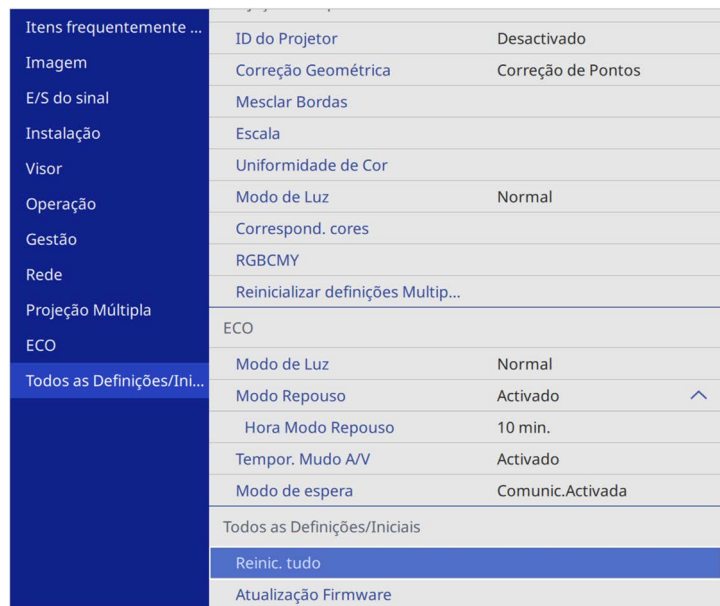 Itens frequentemente ...
Imagem
E/S do sinal
Instalação
Visor
Operação
Gestão
Rede
Projeção Múltipla
ECO
Todos as Definições/Ini...
ID do Projetor Desactivado
Correção Geométrica Correção de Pontos
Mesclar Bordas
Escala
Uniformidade de Cor
Modo de Luz Normal
Correspond. cores
RGBCMY
Reinicializar definições Multip...
ECO
Modo de Luz Normal
Modo Repouso Activado
Hora Modo Repouso 10 min.
Tempor. Mudo A/V Activado
Modo de espera Comunic.Activada
Todos as Definições/Iniciais
Reinic. tudo
Atualização Firmware